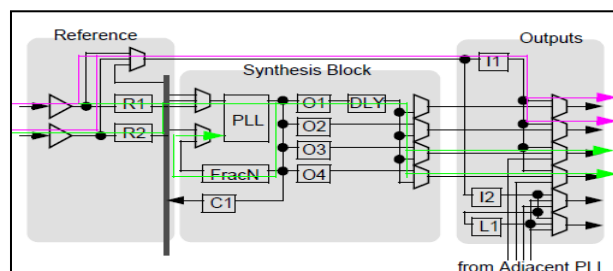 Reference
Outputs
Synthesis Block
I1
R1
O1
DLY
PLL
R2
O2
O3
FracN
O4
C1
I2
L1
from Adjacent PLL